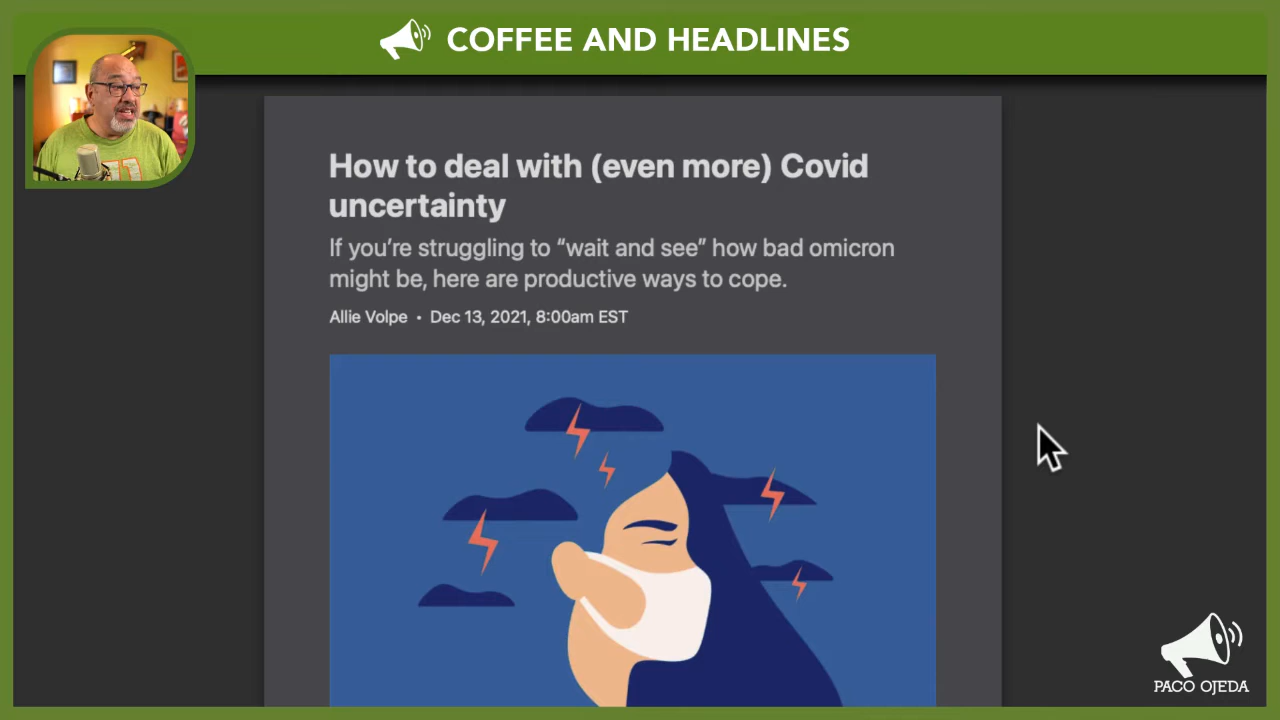 COFFEE AND HEADLINES
How to deal with (even more) Covid
uncertainty
If you’re struggling to “wait and see” how bad omicron
might be, here are productive ways to cope.
Allie Volpe • Dec 13, 2021, 8:00am EST
PACO OJEDA